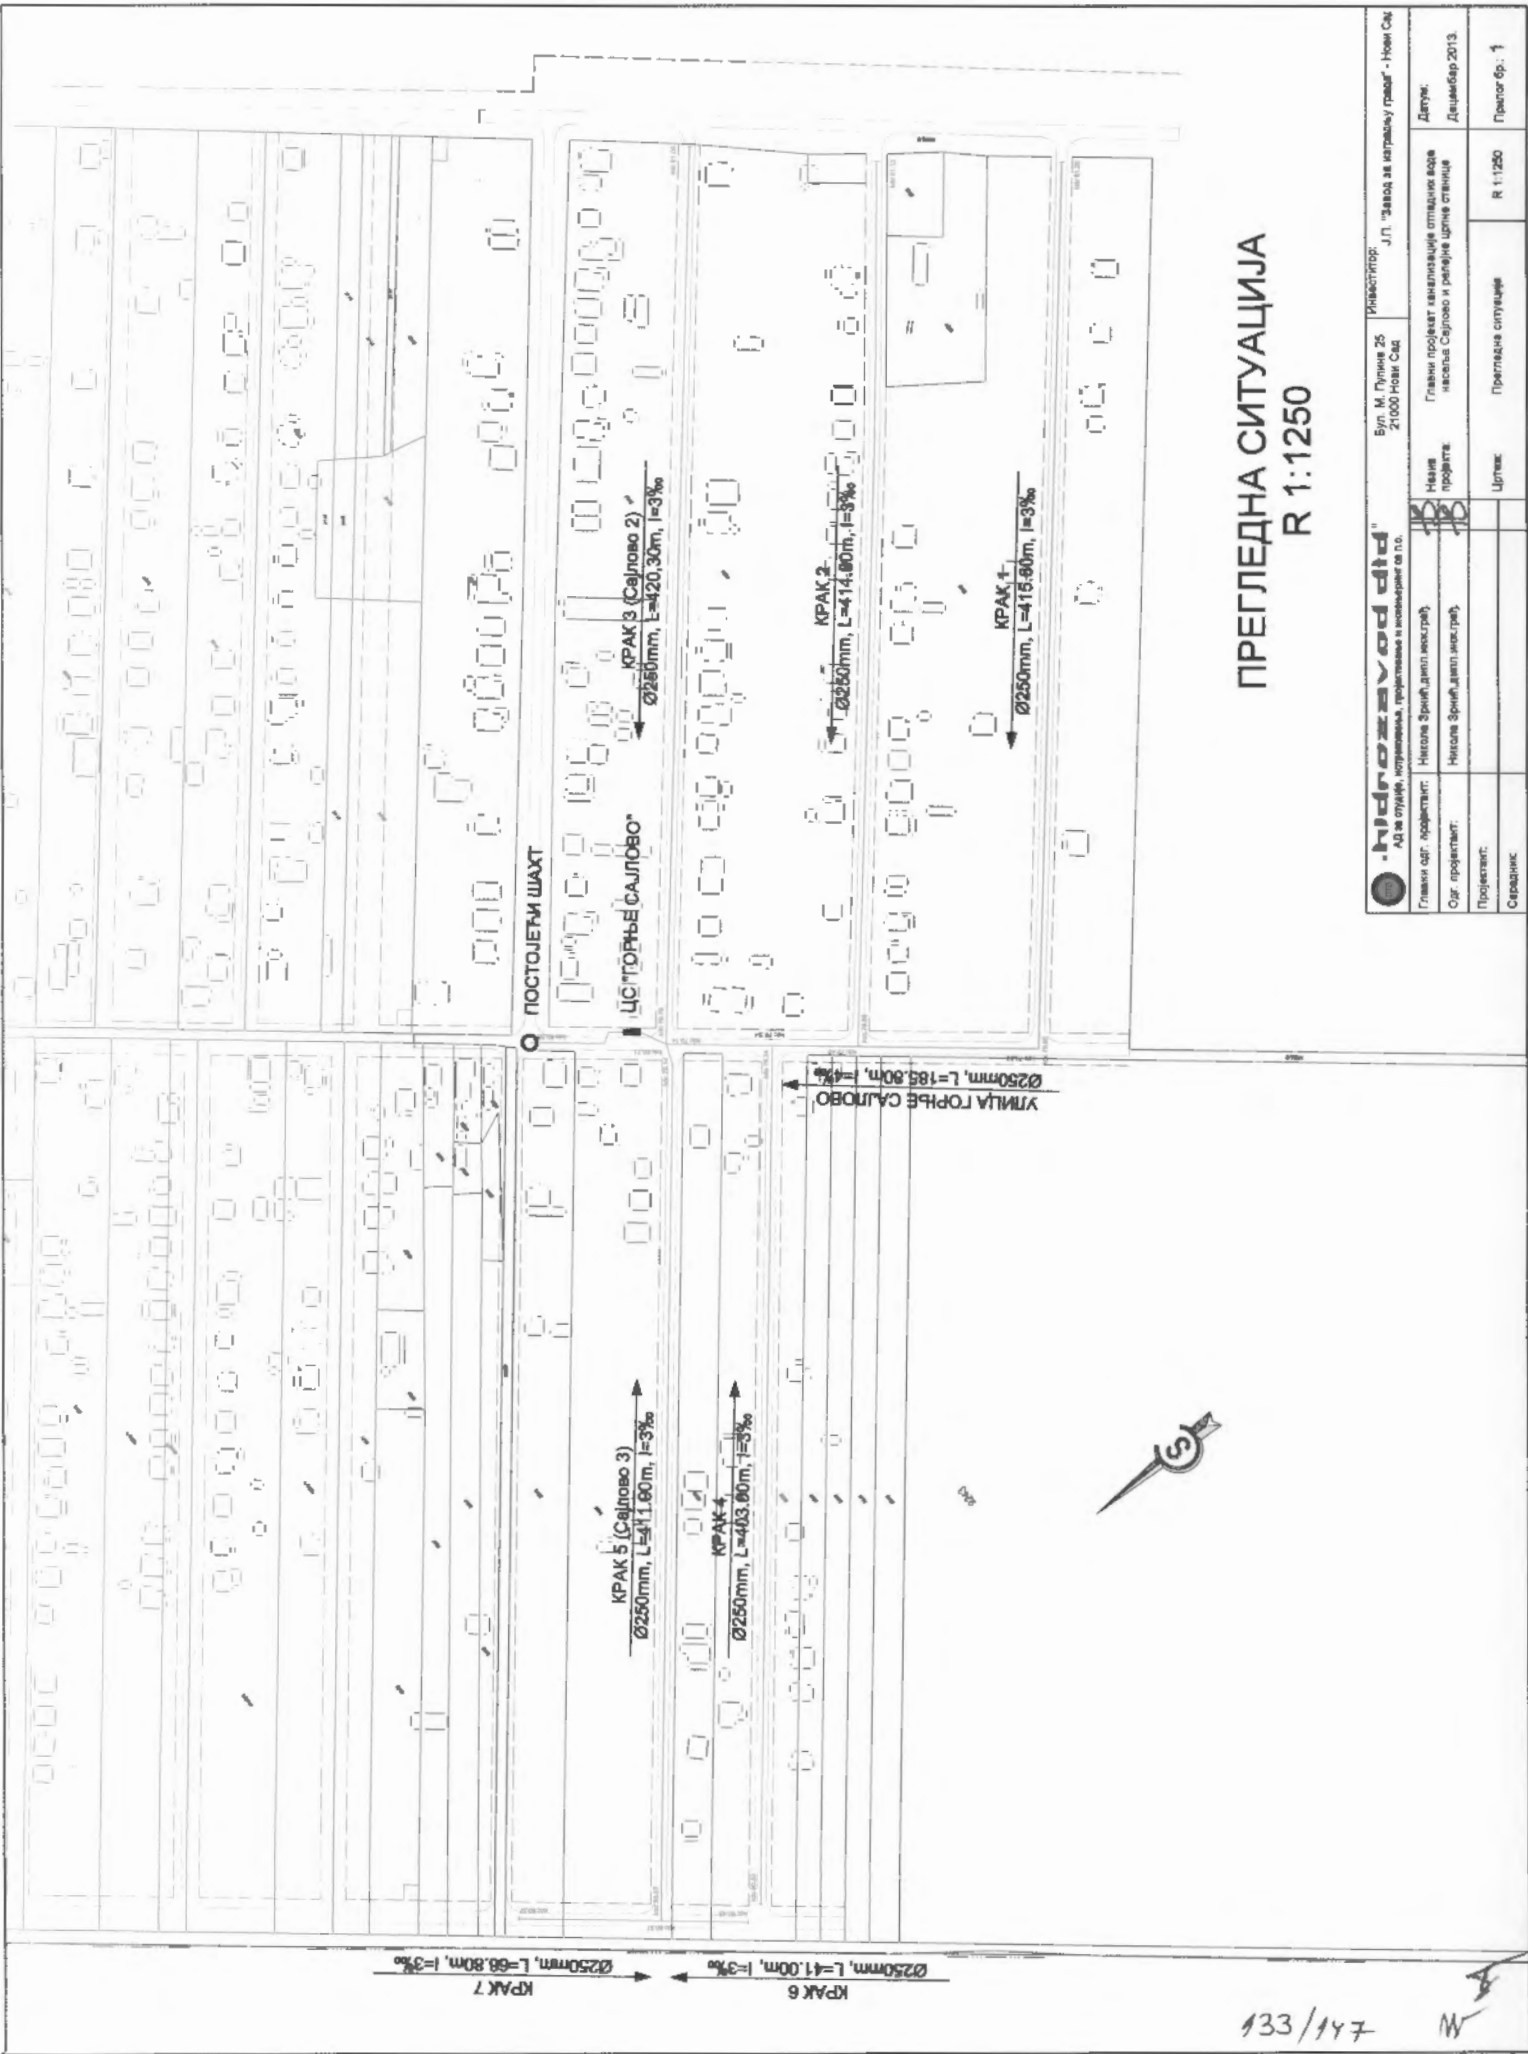 ПОСТОЈЕЋИ ШАХТ
ЦС "ГОРЊЕ САЈЛОВО"
КРАК 3 (Сајлово 2)
Ø250mm, L=420,30m, I=3‰
КРАК 2
Ø250mm, L=414.90m, I=3‰
КРАК 1
Ø250mm, L=415.60m, I=3‰
УЛИЦА ГОРЊЕ САЈЛОВО
Ø250mm, L=185.80m, I=4‰
КРАК 5 (Сајлово 3)
Ø250mm, L=411.90m, I=3‰
КРАК 4
Ø250mm, L=403.60m, I=3‰
КРАК 7
Ø250mm, L=68.80m, I=3‰
КРАК 6
Ø250mm, L=41.00m, I=3‰
S
ПРЕГЛЕДНА СИТУАЦИЈА
R 1:1250
hidrozavod dtd"
Бул. М. Пупина 25
21000 Нови Сад
Инвеститор:
Ј.П. "Завод за изградњу града" - Нови Сад
Главни одг. пројектант:
Никола Зрнић,дипл.инж.грађ.
Одг. пројектант:
Никола Зрнић,дипл.инж.грађ.
Пројектант:
Сарадник:
Назив
пројекта:
Главни пројекат канализације отпадних вода
насеља Сајлово и релејне црпне станице
Датум:
Децембар 2013.
Цртеж:
Прегледна ситуација
R 1:1250
Прилог бр.: 1
133/147